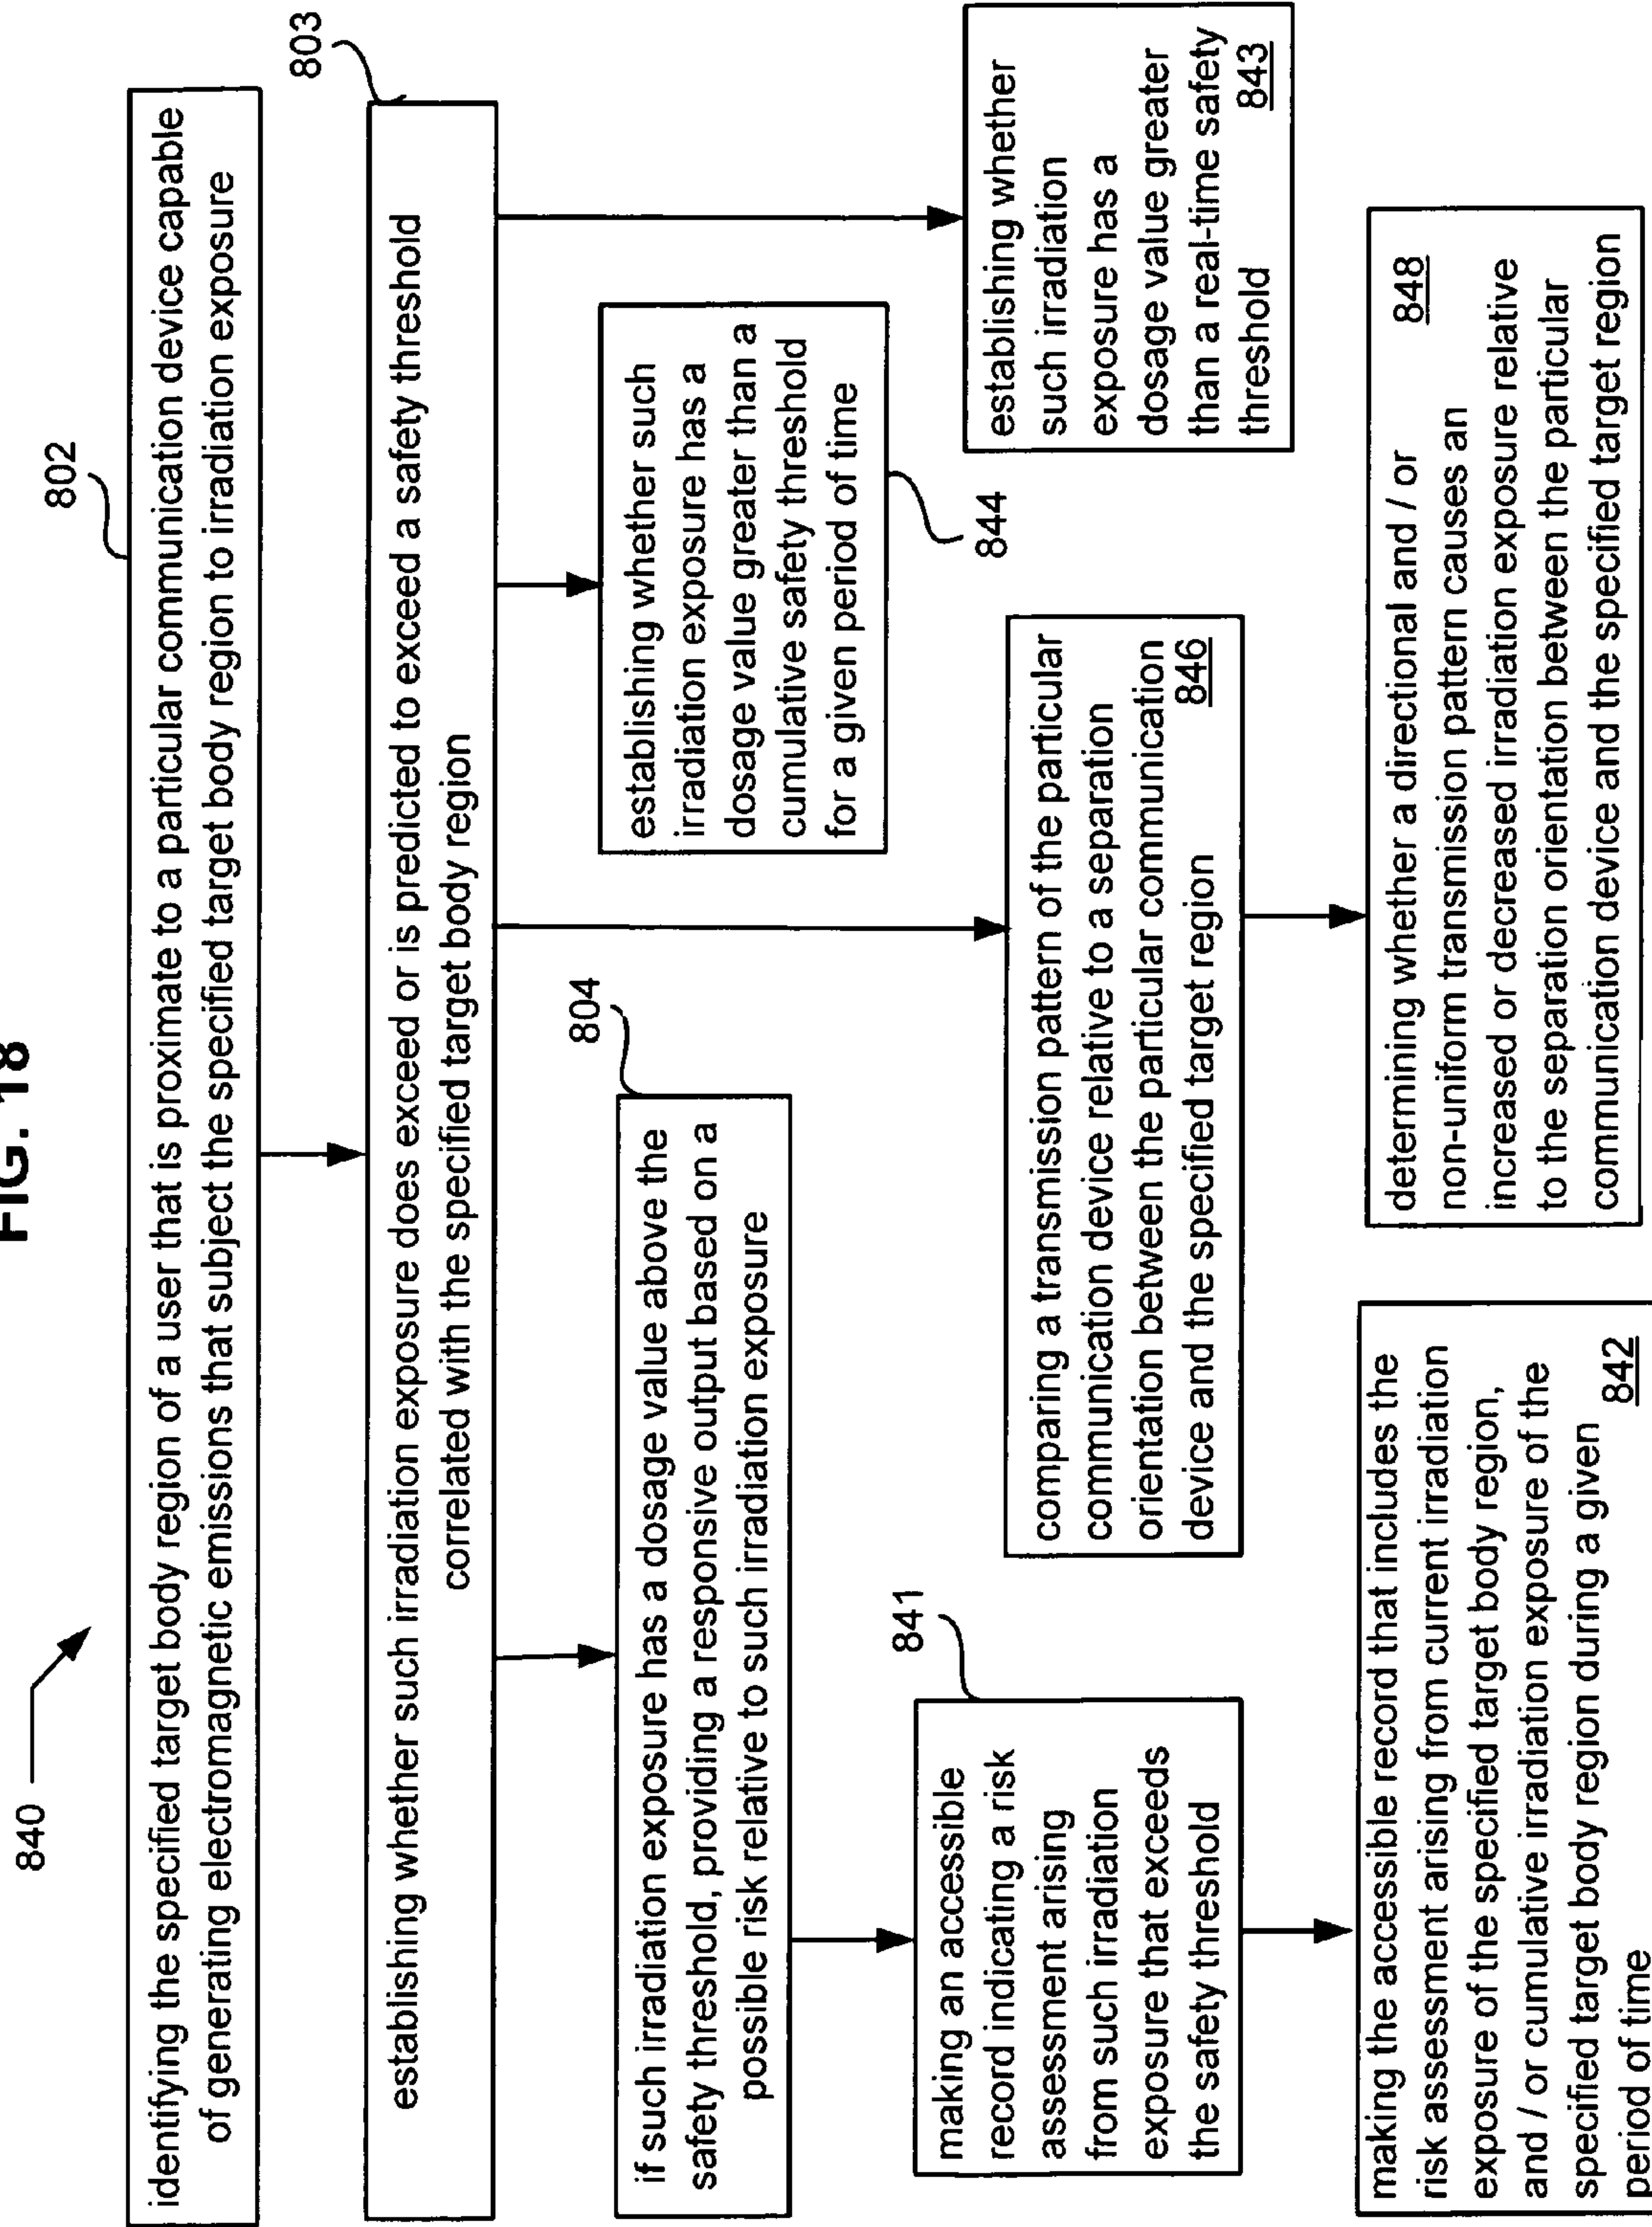 FIG. 18
840
802
identifying the specified target body region of a user that is proximate to a particular communication device capable
of generating electromagnetic emissions that subject the specified target body region to irradiation exposure
803
establishing whether such irradiation exposure does exceed or is predicted to exceed a safety threshold
correlated with the specified target body region
804
if such irradiation exposure has a dosage value above the
safety threshold, providing a responsive output based on a
possible risk relative to such irradiation exposure
establishing whether such
irradiation exposure has a
dosage value greater than a
cumulative safety threshold
for a given period of time
844
841
making an accessible
record indicating a risk
assessment arising
from such irradiation
exposure that exceeds
the safety threshold
comparing a transmission pattern of the particular
communication device relative to a separation
orientation between the particular communication
device and the specified target region
846
establishing whether
such irradiation
exposure has a
dosage value greater
than a real-time safety
threshold
843
making the accessible record that includes the
risk assessment arising from current irradiation
exposure of the specified target body region,
and / or cumulative irradiation exposure of the
specified target body region during a given
period of time
842
determining whether a directional and / or
848
non-uniform transmission pattern causes an
increased or decreased irradiation exposure relative
to the separation orientation between the particular
communication device and the specified target region